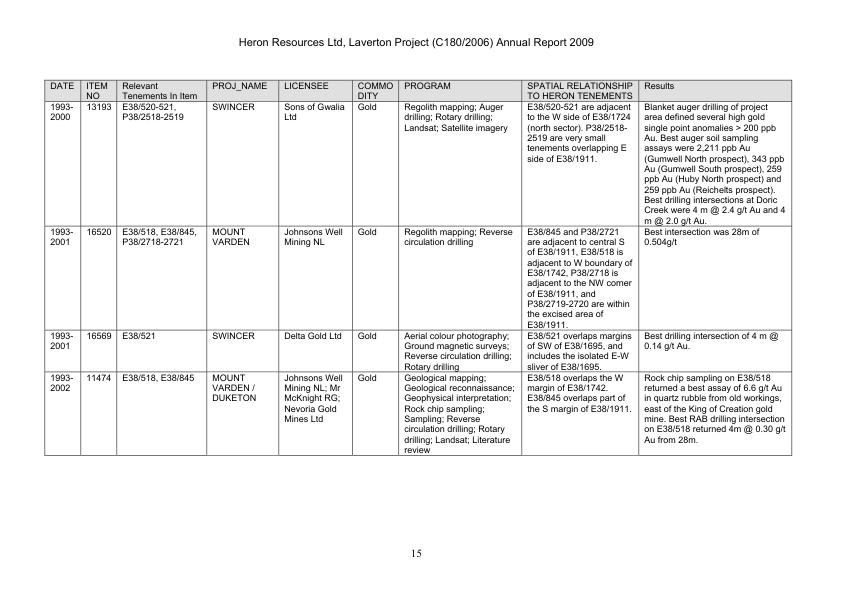 Heron Resources Ltd, Laverton Project (C180/2006) Annual Report 2009
DATE
ITEM
NO
Relevant
Tenements In Item
PROJ_NAME
LICENSEE
COMMO
DITY
PROGRAM
SPATIAL RELATIONSHIP
TO HERON TENEMENTS
Results
1993-
2000
13193
E38/520-521,
P38/2518-2519
SWINCER
Sons of Gwalia
Ltd
Gold
Regolith mapping; Auger
drilling; Rotary drilling;
Landsat; Satellite imagery
E38/520-521 are adjacent
to the W side of E38/1724
(north sector). P38/2518-
2519 are very small
tenements overlapping E
side of E38/1911.
Blanket auger drilling of project
area defined several high gold
single point anomalies > 200 ppb
Au. Best auger soil sampling
assays were 2,211 ppb Au
(Gumwell North prospect), 343 ppb
Au (Gumwell South prospect), 259
ppb Au (Huby North prospect) and
259 ppb Au (Reichelts prospect).
Best drilling intersections at Doric
Creek were 4 m @ 2.4 g/t Au and 4
m @ 2.0 g/t Au.
1993-
2001
16520
E38/518, E38/845,
P38/2718-2721
MOUNT
VARDEN
Johnsons Well
Mining NL
Gold
Regolith mapping; Reverse
circulation drilling
E38/845 and P38/2721
are adjacent to central S
of E38/1911, E38/518 is
adjacent to W boundary of
E38/1742, P38/2718 is
adjacent to the NW corner
of E38/1911, and
P38/2719-2720 are within
the excised area of
E38/1911.
Best intersection was 28m of
0.504g/t
1993-
2001
16569
E38/521
SWINCER
Delta Gold Ltd
Gold
Aerial colour photography;
Ground magnetic surveys;
Reverse circulation drilling;
Rotary drilling
E38/521 overlaps margins
of SW of E38/1695, and
includes the isolated E-W
sliver of E38/1695.
Best drilling intersection of 4 m @
0.14 g/t Au.
1993-
2002
11474
E38/518, E38/845
MOUNT
VARDEN /
DUKETON
Johnsons Well
Mining NL; Mr
McKnight RG;
Nevoria Gold
Mines Ltd
Gold
Geological mapping;
Geological reconnaissance;
Geophysical interpretation;
Rock chip sampling;
Sampling; Reverse
circulation drilling; Rotary
drilling; Landsat; Literature
review
E38/518 overlaps the W
margin of E38/1742.
E38/845 overlaps part of
the S margin of E38/1911.
Rock chip sampling on E38/518
returned a best assay of 6.6 g/t Au
in quartz rubble from old workings,
east of the King of Creation gold
mine. Best RAB drilling intersection
on E38/518 returned 4m @ 0.30 g/t
Au from 28m.
15